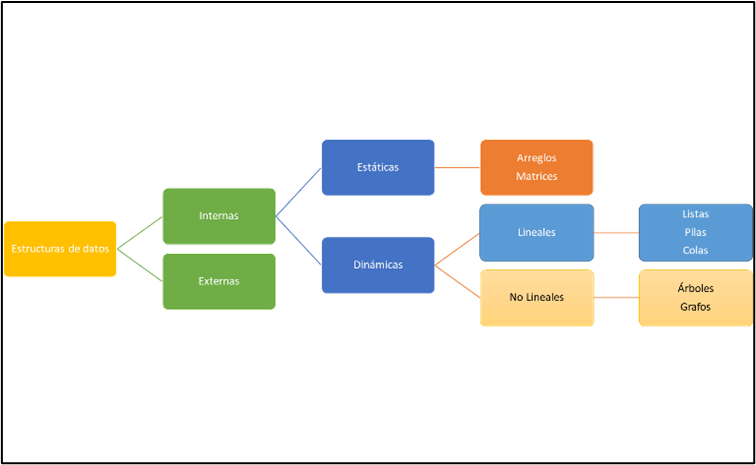 Estructuras de datos
Internas
Externas
Estáticas
Dinámicas
Arreglos
Matrices
Lineales
No Lineales
Listas
Pilas
Colas
Árboles
Grafos